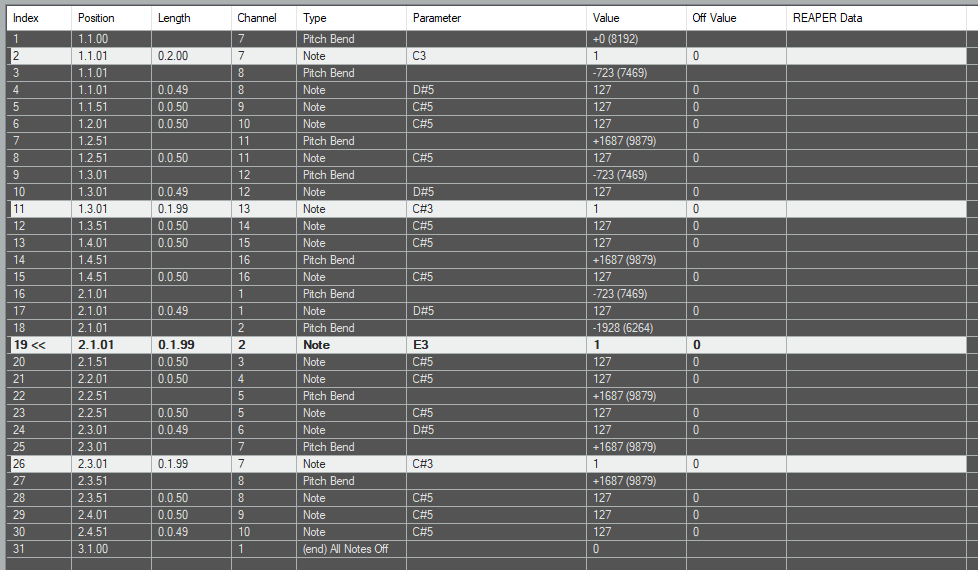 Index Position Length Channel Type Parameter Value Off Value REAPER Data
1 1.1.00 7 Pitch Bend +0 (8192)
2 1.1.01 0.2.00 7 Note C3 1 0
3 1.1.01 8 Pitch Bend -723 (7469)
4 1.1.01 0.0.49 8 Note D#5 127 0
5 1.1.51 0.0.50 9 Note C#5 127 0
6 1.2.01 0.0.50 10 Note C#5 127 0
7 1.2.51 11 Pitch Bend +1687 (9879)
8 1.2.51 0.0.50 11 Note C#5 127 0
9 1.3.01 12 Pitch Bend -723 (7469)
10 1.3.01 0.0.49 12 Note D#5 127 0
11 1.3.01 0.1.99 13 Note C#3 1 0
12 1.3.51 0.0.50 14 Note C#5 127 0
13 1.4.01 0.0.50 15 Note C#5 127 0
14 1.4.51 16 Pitch Bend +1687 (9879)
15 1.4.51 0.0.50 16 Note C#5 127 0
16 2.1.01 1 Pitch Bend -723 (7469)
17 2.1.01 0.0.49 1 Note D#5 127 0
18 2.1.01 2 Pitch Bend -1928 (6264)
19 << 2.1.01 0.1.99 2 Note E3 1 0
20 2.1.51 0.0.50 3 Note C#5 127 0
21 2.2.01 0.0.50 4 Note C#5 127 0
22 2.2.51 5 Pitch Bend +1687 (9879)
23 2.2.51 0.0.50 5 Note C#5 127 0
24 2.3.01 0.0.49 6 Note D#5 127 0
25 2.3.01 7 Pitch Bend +1687 (9879)
26 2.3.01 0.1.99 7 Note C#3 1 0
27 2.3.51 8 Pitch Bend +1687 (9879)
28 2.3.51 0.0.50 8 Note C#5 127 0
29 2.4.01 0.0.50 9 Note C#5 127 0
30 2.4.51 0.0.49 10 Note C#5 127 0
31 3.1.00 1 (end) All Notes Off 0